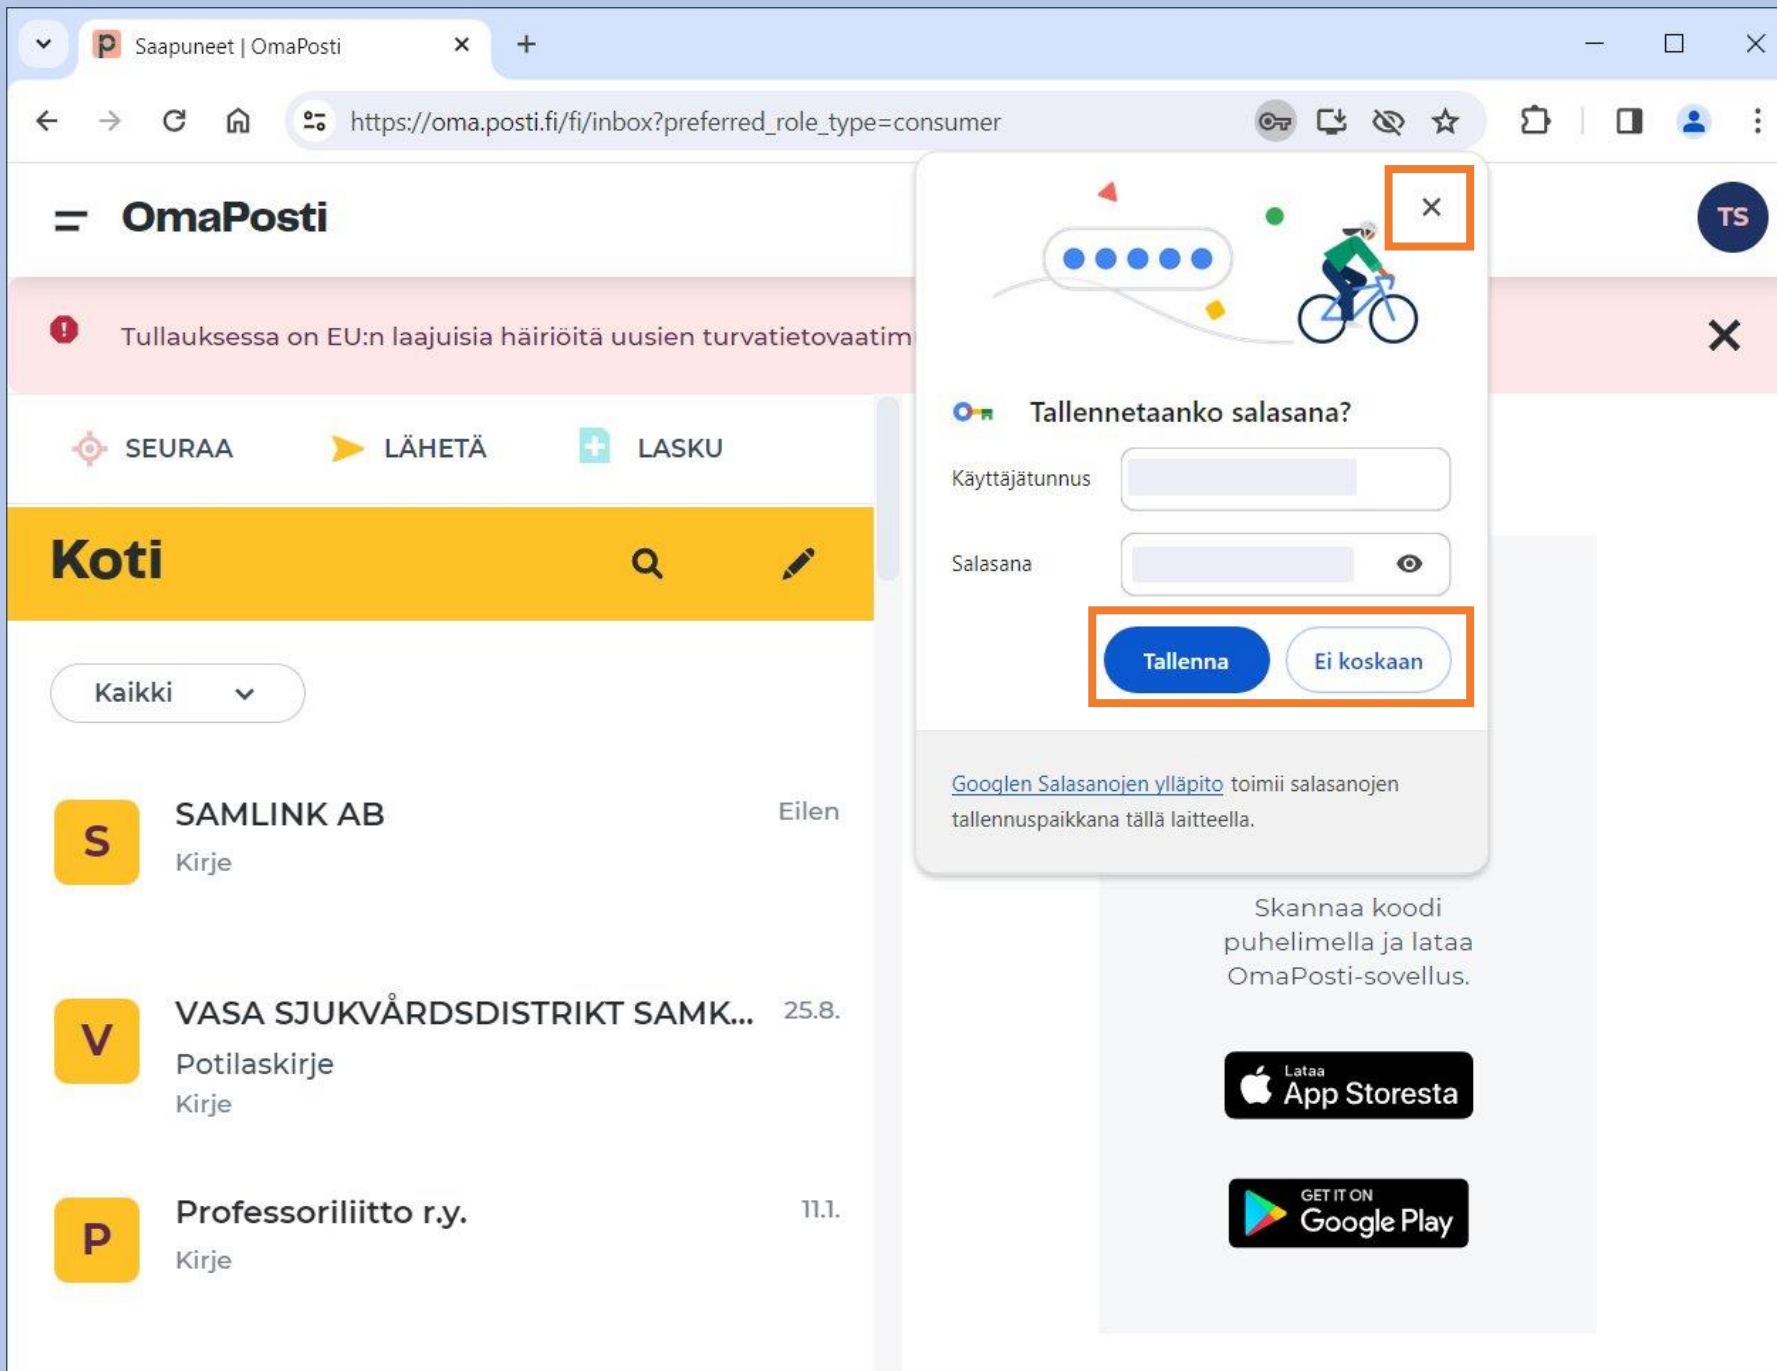 Saapuneet | OmaPosti
https://oma.posti.fi/fi/inbox?preferred_role_type=consumer
OmaPosti
TS
Tullauksessa on EU:n laajuisia häiriöitä uusien
SEURAA
LÄHETÄ
LASKU
Koti
Kaikki
S
SAMLINK AB
Eilen
Kirje
V
VASA SJUKVÅRDSDISTRIKT SAMK...
25.8.
Potilaskirje
Kirje
P
Professoriliitto r.y.
11.1.
Kirje
Tallennetaanko salasana?
Käyttäjätunnus
Salasana
Tallenna
Ei koskaan
Googlen Salasanojen ylläpito toimii salasanojen
tallennuspaikkana tällä laitteella.
Skannaa koodi
puhelimella ja lataa
OmaPosti-sovellus.
Lataa
App Storesta
GET IT ON
Google Play